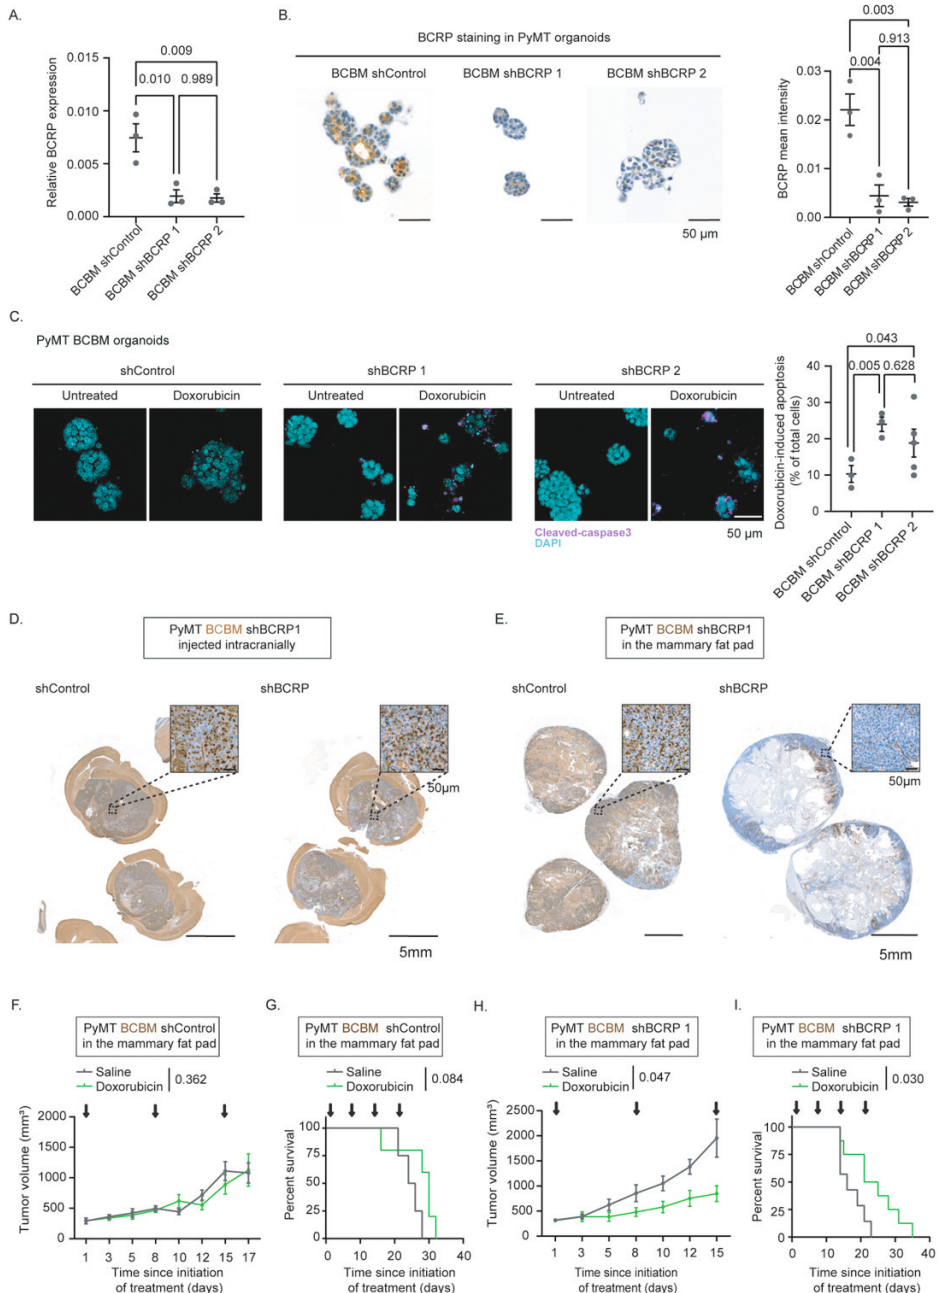 A.
0.009
0.010
0.989
0.015
0.010
0.005
0.000
Relative BCRP expression
BCBM shControl
BCBM shBCRP 1
BCBM shBCRP 2
B.
BCRP staining in PyMT organoids
BCBM shControl
BCBM shBCRP 1
BCBM shBCRP 2
50 µm
0.003
0.913
0.004
0.03
0.02
0.01
0.00
BCRP mean intensity
BCBM shControl
BCBM shBCRP 1
BCBM shBCRP 2
C.
PyMT BCBM organoids
shControl
shBCRP 1
shBCRP 2
Untreated
Doxorubicin
Untreated
Doxorubicin
Untreated
Doxorubicin
Cleaved-caspase3
DAPI
50 µm
0.043
0.005
0.628
40
30
20
10
0
Doxorubicin-induced apoptosis
(% of total cells)
BCBM shControl
BCBM shBCRP 1
BCBM shBCRP 2
D.
PyMT BCBM shBCRP1
injected intracranially
shControl
shBCRP
50µm
5mm
E.
PyMT BCBM shBCRP1
in the mammary fat pad
shControl
shBCRP
50µm
5mm
F.
PyMT BCBM shControl
in the mammary fat pad
Saline
Doxorubicin
0.362
2000
1500
1000
500
0
Tumor volume (mm³)
1 3 5 8 10 12 15 17
Time since initiation
of treatment (days)
G.
PyMT BCBM shControl
in the mammary fat pad
Saline
Doxorubicin
0.084
100
75
50
25
0
Percent survival
0 10 20 30 40
Time since initiation
of treatment (days)
H.
PyMT BCBM shBCRP 1
in the mammary fat pad
Saline
Doxorubicin
0.047
2500
2000
1500
1000
500
0
Tumor volume (mm³)
1 3 5 8 10 12 15
Time since initiation
of treatment (days)
I.
PyMT BCBM shBCRP 1
in the mammary fat pad
Saline
Doxorubicin
0.030
100
75
50
25
0
Percent survival
0 10 20 30 40
Time since initiation
of treatment (days)